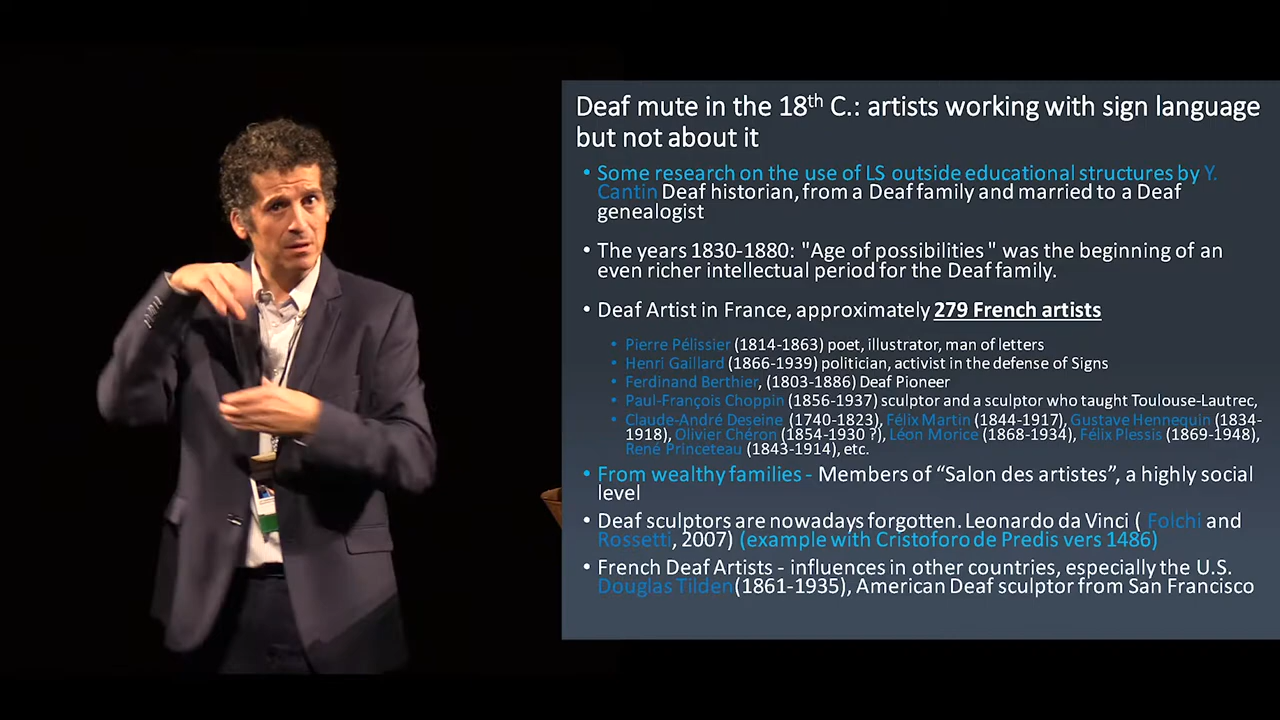 Deaf mute in the 18th C.: artists working with sign language
but not about it
• Some research on the use of LS outside educational structures by Y.
Cantin Deaf historian, from a Deaf family and married to a Deaf
genealogist
• The years 1830-1880: "Age of possibilities " was the beginning of an
even richer intellectual period for the Deaf family.
• Deaf Artist in France, approximately 279 French artists
• Pierre Pélissier (1814-1863) poet, illustrator, man of letters
• Henri Gaillard (1866-1939) politician, activist in the defense of Signs
• Ferdinand Berthier, (1803-1886) Deaf Pioneer
• Paul-François Choppin (1856-1937) sculptor and a sculptor who taught Toulouse-Lautrec,
• Claude-André Deseine (1740-1823), Félix Martin (1844-1917), Gustave Hennequin (1834-
1918), Olivier Chéron (1854-1930 ?), Léon Morice (1868-1934), Félix Plessis (1869-1948),
René Princeteau (1843-1914), etc.
• From wealthy families - Members of “Salon des artistes”, a highly social
level
• Deaf sculptors are nowadays forgotten. Leonardo da Vinci ( Folchi and
Rossetti, 2007) (example with Cristoforo de Predis vers 1486)
• French Deaf Artists - influences in other countries, especially the U.S.
Douglas Tilden(1861-1935), American Deaf sculptor from San Francisco